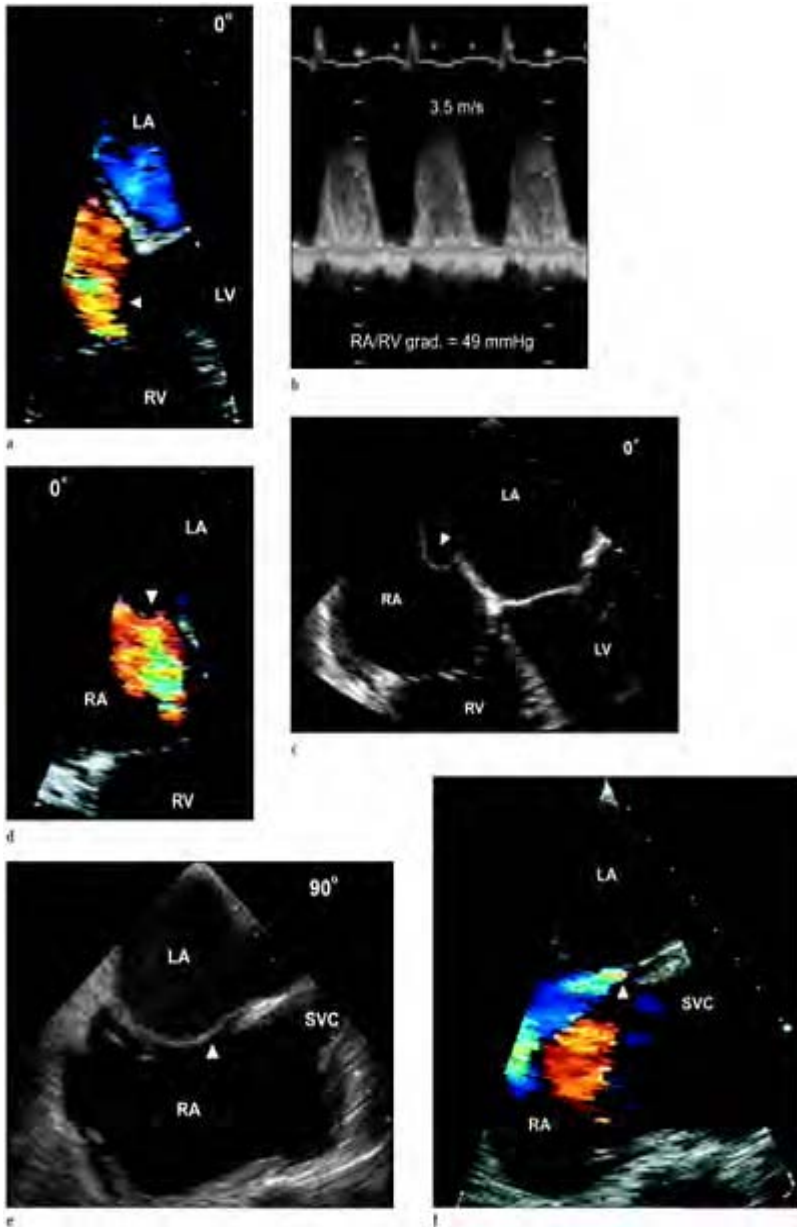 0°
LA
LV
RV
a
3.5 m/s
RA/RV grad. = 49 mmHg
b
0°
LA
RA
LV
RV
c
0°
LA
RA
RV
d
90°
LA
SVC
RA
e
LA
SVC
RA
f